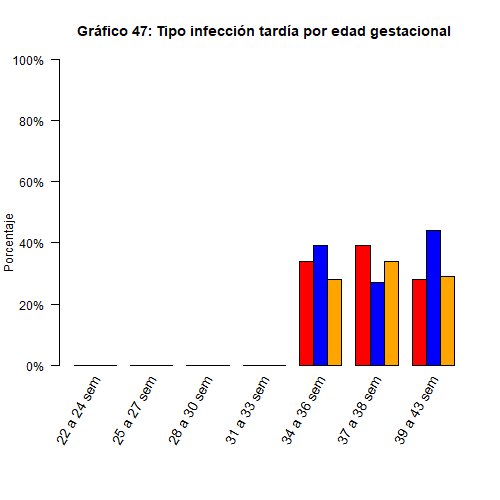 Gráfico 47: Tipo infección tardía por edad gestacional
100%
80%
60%
40%
20%
0%
Porcentaje
22 a 24 sem
25 a 27 sem
28 a 30 sem
31 a 33 sem
34 a 36 sem
37 a 38 sem
39 a 43 sem